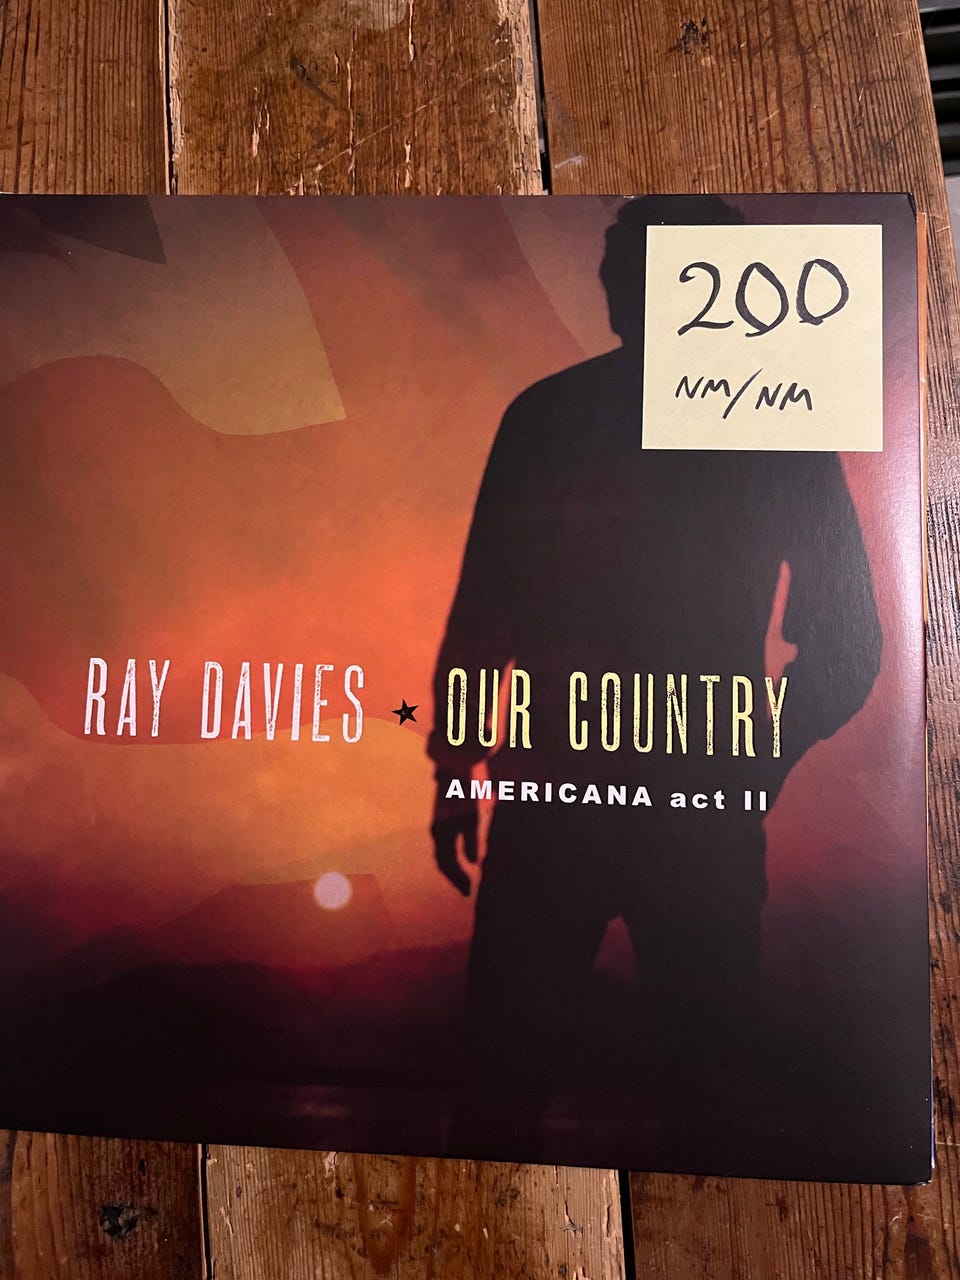 200
NM/NM
RAY DAVIES ★ OUR COUNTRY
AMERICANA act II